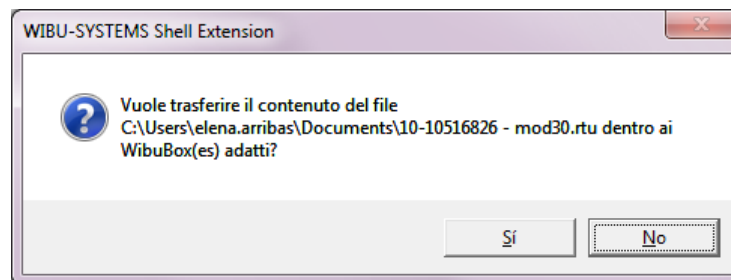 WIBU-SYSTEMS Shell Extension
Vuole trasferire il contenuto del file
C:\Users\elena.arribas\Documents\10-10516826 - mod30.rtu dentro ai
WibuBox(es) adatti?
Sí
No